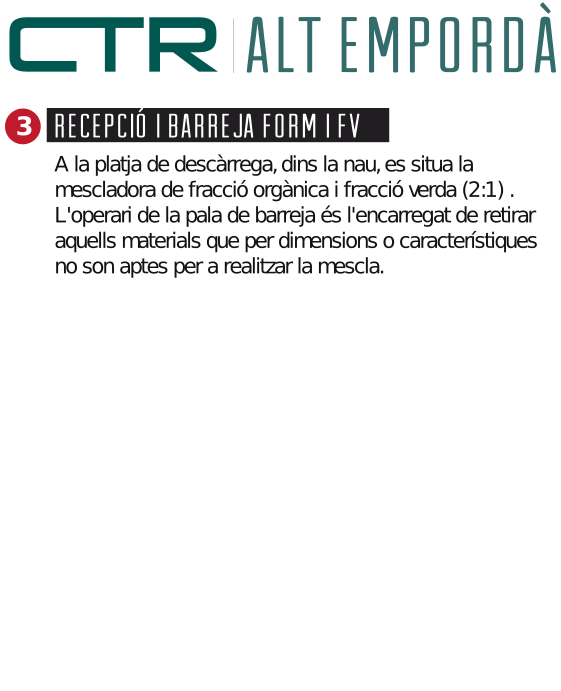 CTR ALT EMPORDÀ
3 RECEPCIÓ I BARREJA FORM I FV
A la platja de descàrrega, dins la nau, es situa la
mescladora de fracció orgànica i fracció verda (2:1) .
L'operari de la pala de barreja és l'encarregat de retirar
aquells materials que per dimensions o característiques
no son aptes per a realitzar la mescla.